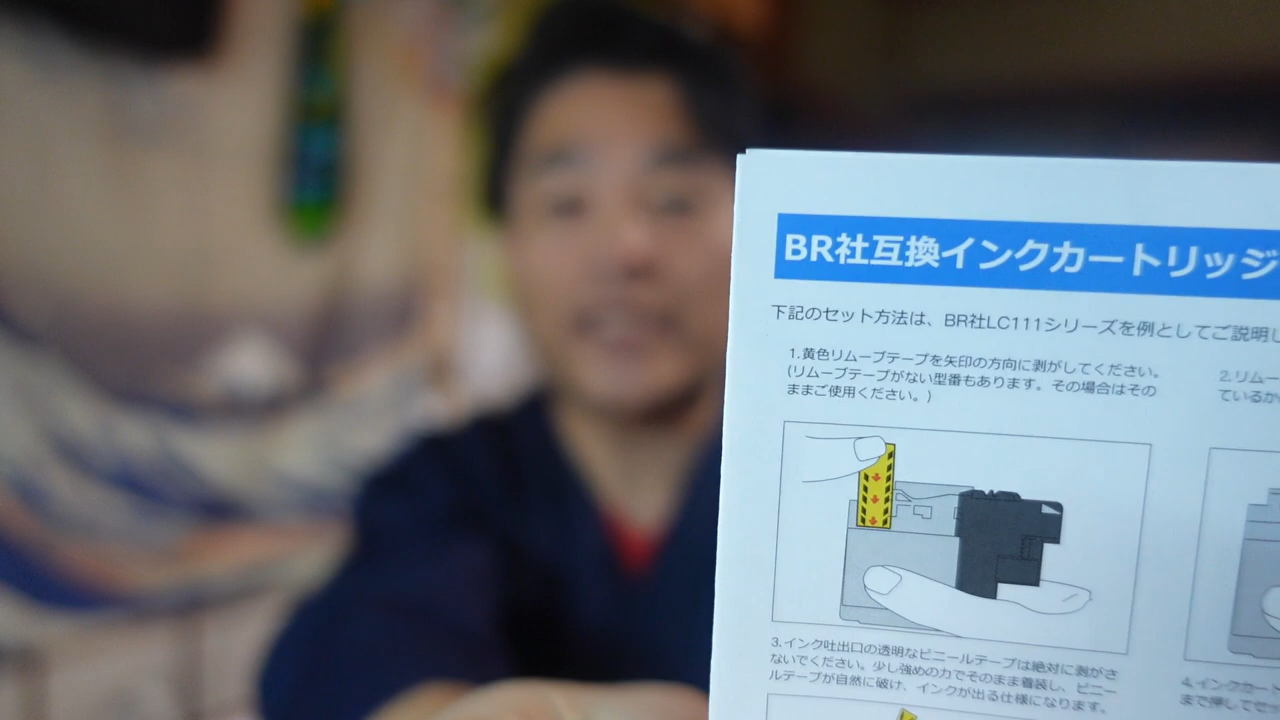 BR社互換インクカートリッジ
下記のセット方法は、BR社LC111シリーズを例としてご説明し
1.黄色リムーブテープを矢印の方向に剥がしてください。
(リムーブテープがない型番もあります。その場合はその
ままご使用ください。)
2.リムー
ているか
3.インク吐出口の透明なビニールテープは絶対に剥がさ
ないでください。少し強めの力でそのまま着装し、ビニー
ルテープが自然に破け、インクが出る仕様になります。
4.インクカート
まで押してセッ